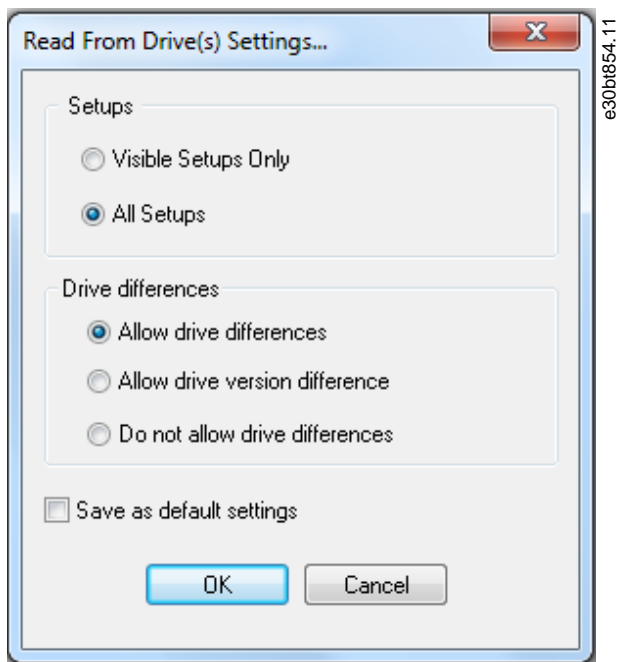 Read From Drive(s) Settings...
Setups
Visible Setups Only
All Setups
Drive differences
Allow drive differences
Allow drive version difference
Do not allow drive differences
Save as default settings
OK
Cancel
e30bt854.11